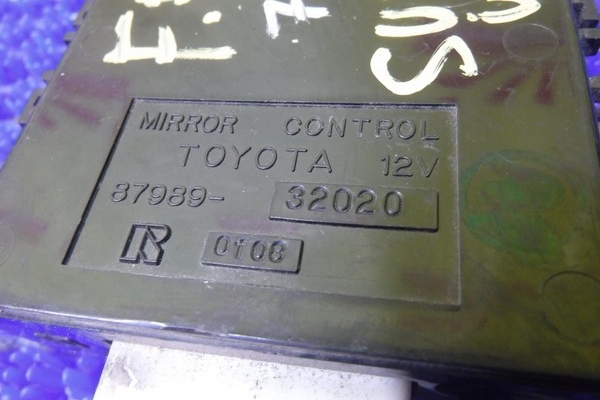 MIRROR CONTROL
TOYOTA 12V
87989- 32020
R 0108